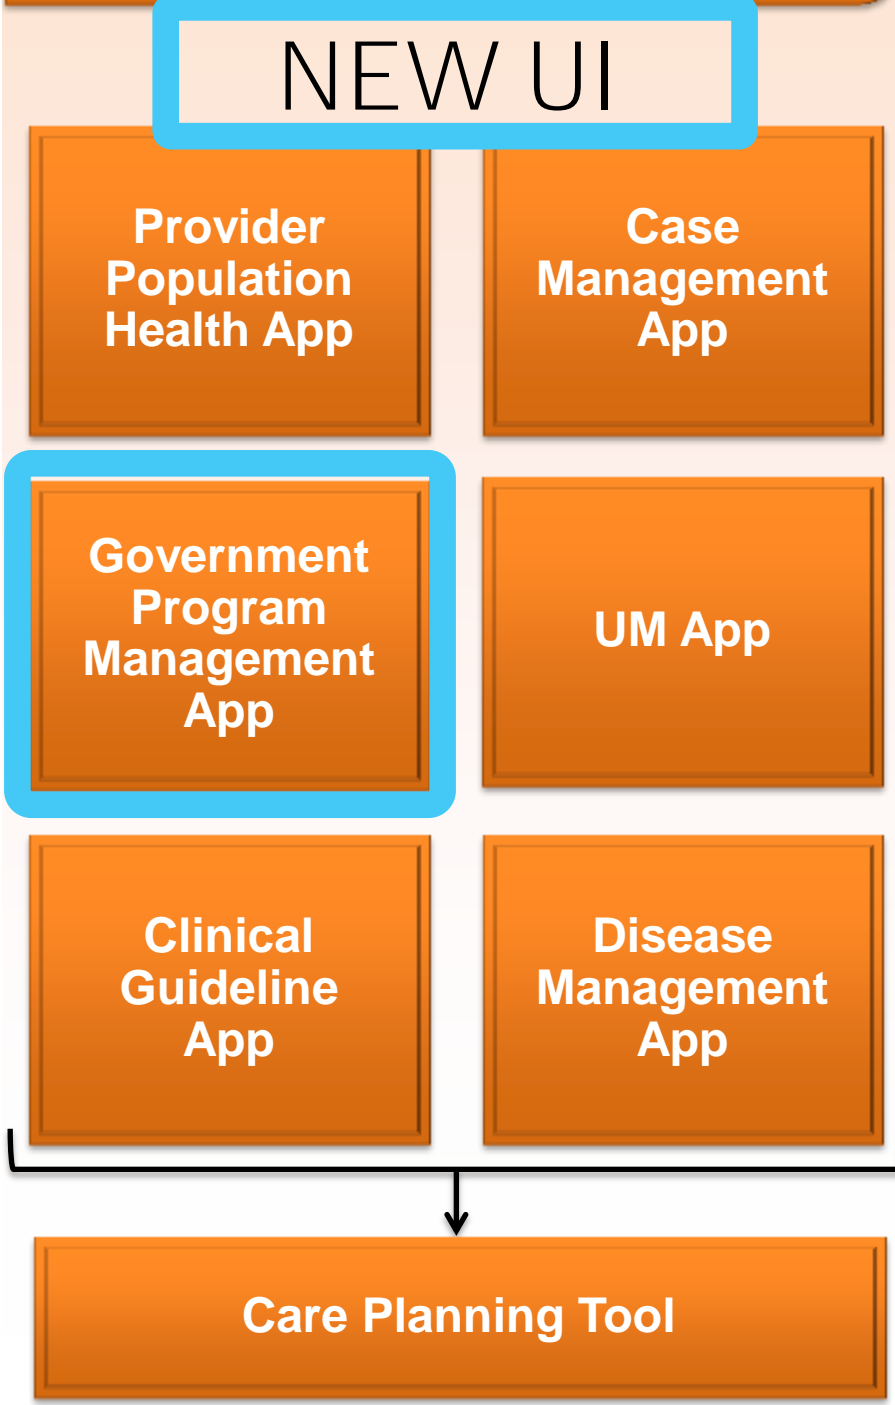 NEW UI
Provider
Population
Health App
Case
Management
App
Government
Program
Management
App
UM App
Clinical
Guideline
App
Disease
Management
App
Care Planning Tool